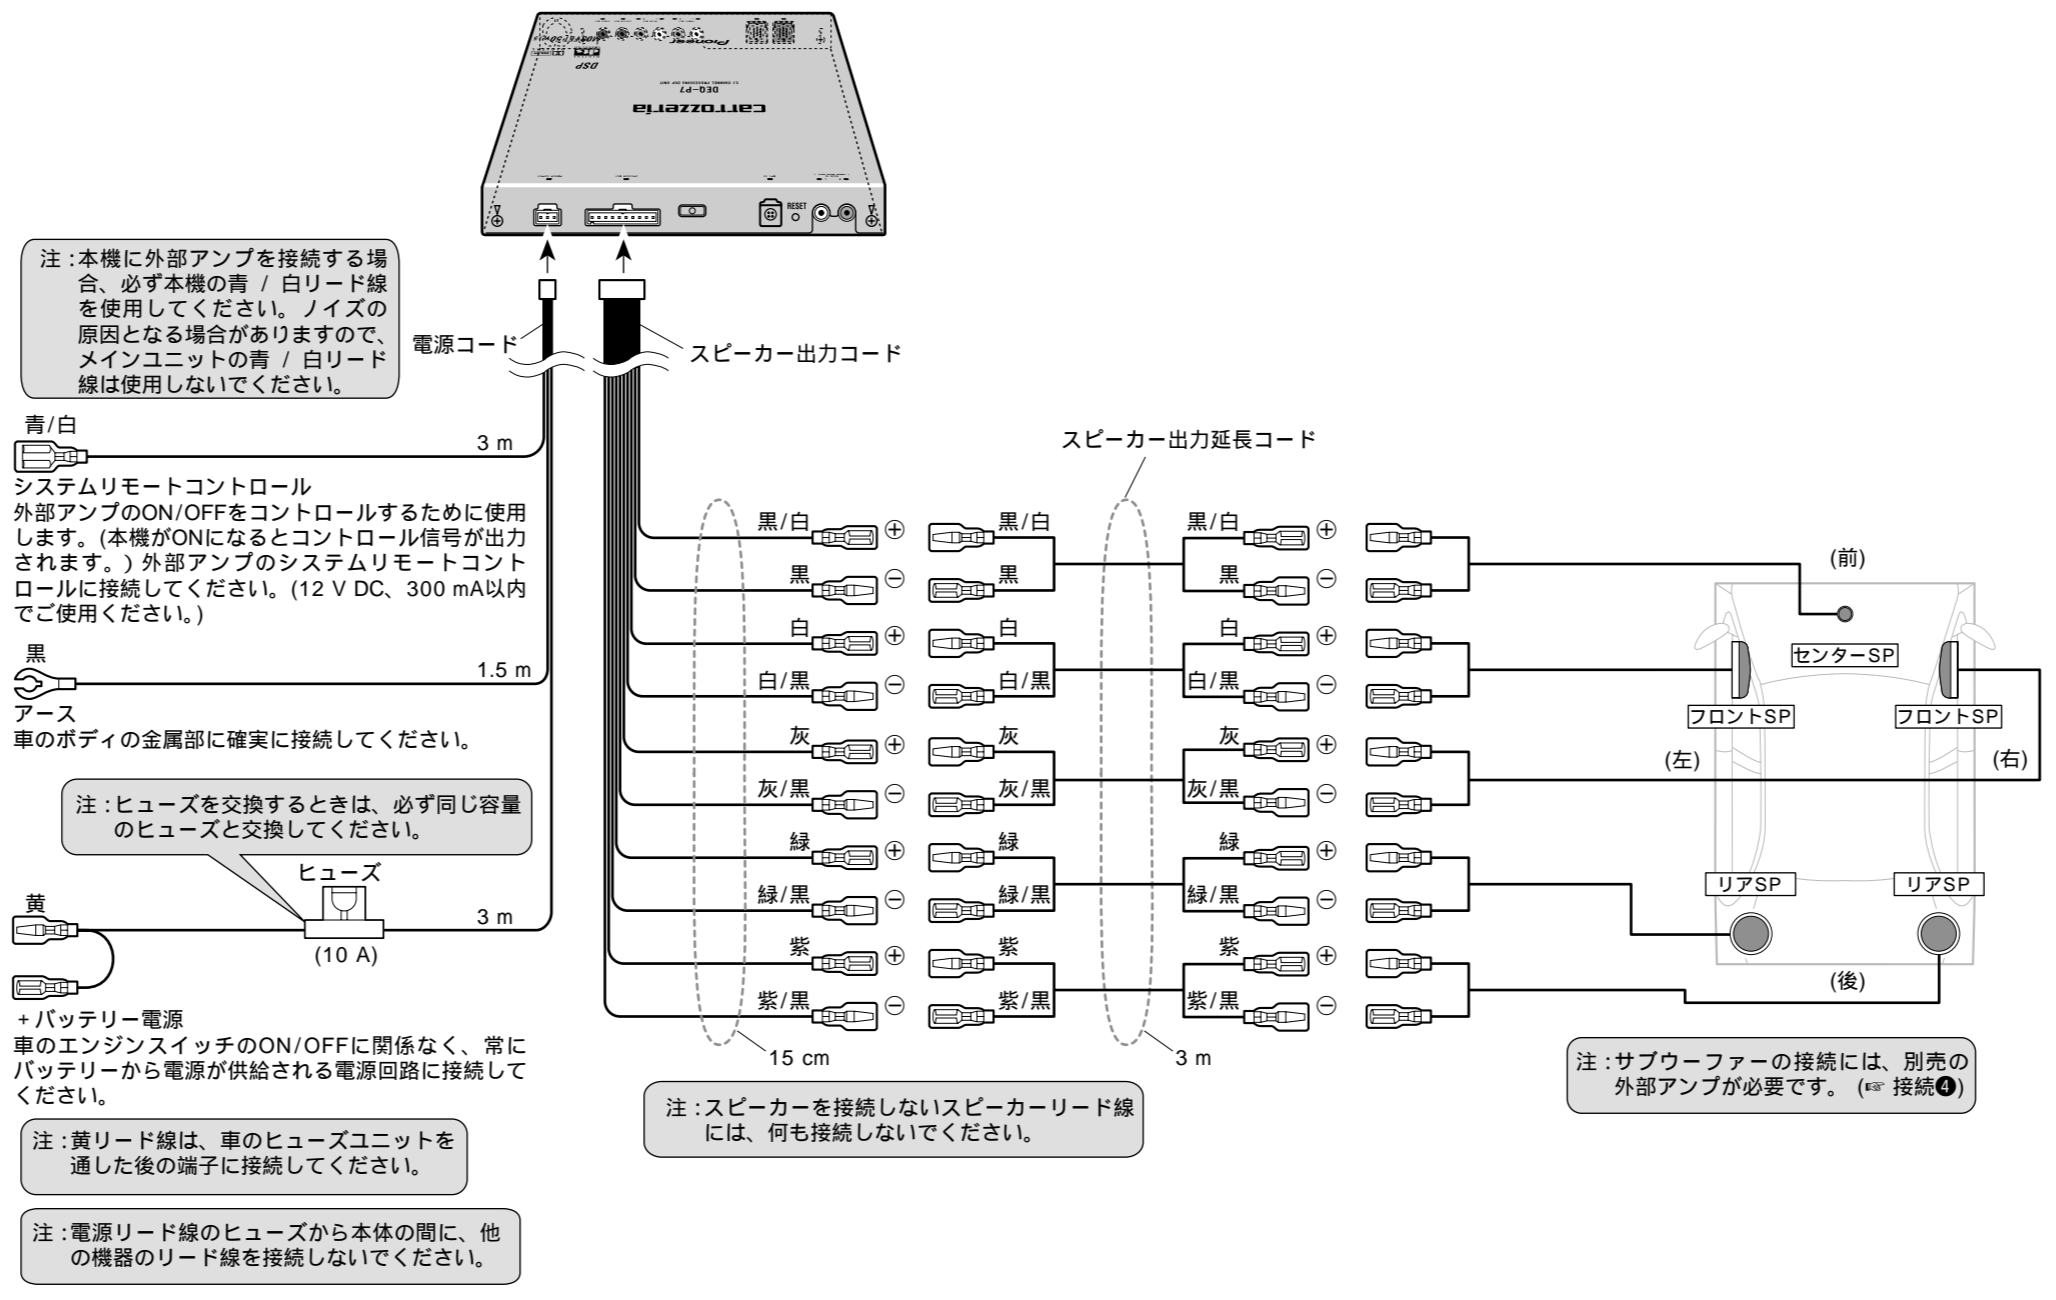 DSP
Pioneer
5.1 CHANNEL PROCESSING DSP UNIT
DEQ-P7
carrozzeria
RESET
注：本機に外部アンプを接続する場
合、必ず本機の青 / 白リード線
を使用してください。ノイズの
原因となる場合がありますので、
メインユニットの青 / 白リード
線は使用しないでください。
電源コード
スピーカー出力コード
青/白
3 m
システムリモートコントロール
外部アンプのON/OFFをコントロールするために使用
します。(本機がONになるとコントロール信号が出力
されます。) 外部アンプのシステムリモートコント
ロールに接続してください。(12 V DC、300 mA以内
でご使用ください。)
黒
1.5 m
アース
車のボディの金属部に確実に接続してください。
注：ヒューズを交換するときは、必ず同じ容量
のヒューズと交換してください。
ヒューズ
黄
3 m
(10 A)
+ バッテリー電源
車のエンジンスイッチのON/OFFに関係なく、常に
バッテリーから電源が供給される電源回路に接続して
ください。
注：黄リード線は、車のヒューズユニットを
通した後の端子に接続してください。
注：電源リード線のヒューズから本体の間に、他
の機器のリード線を接続しないでください。
スピーカー出力延長コード
黒/白 ⊕ 黒/白 黒/白 ⊕
黒 ⊖ 黒 黒 ⊖
白 ⊕ 白 白 ⊕
白/黒 ⊖ 白/黒 白/黒 ⊖
灰 ⊕ 灰 灰 ⊕
灰/黒 ⊖ 灰/黒 灰/黒 ⊖
緑 ⊕ 緑 緑 ⊕
緑/黒 ⊖ 緑/黒 緑/黒 ⊖
紫 ⊕ 紫 紫 ⊕
紫/黒 ⊖ 紫/黒 紫/黒 ⊖
15 cm
3 m
注：スピーカーを接続しないスピーカーリード線
には、何も接続しないでください。
(前)
センターSP
フロントSP フロントSP
(左) (右)
リアSP リアSP
(後)
注：サブウーファーの接続には、別売の
外部アンプが必要です。 (☞ 接続❹)